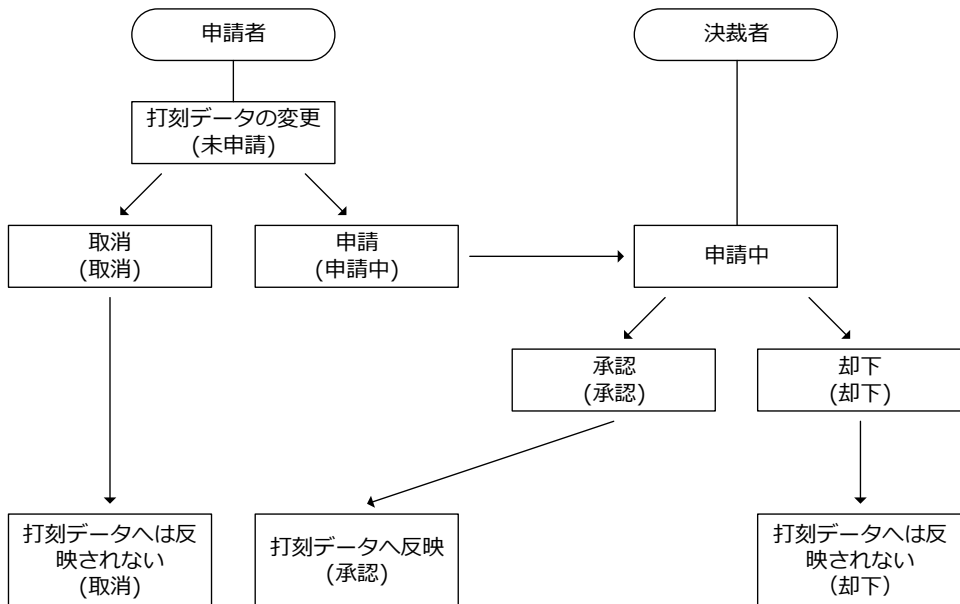 申請者
決裁者
打刻データの変更
(未申請)
取消
(取消)
申請
(申請中)
申請中
承認
(承認)
却下
(却下)
打刻データへは反
映されない
(取消)
打刻データへ反映
(承認)
打刻データへは反
映されない
（却下）